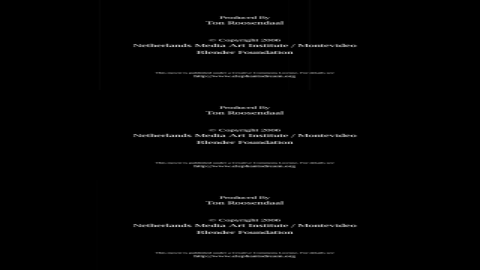 Produced By
Ton Roosendaal
© Copyright 2006
Netherlands Media Art Institute / Montevideo
Blender Foundation
This movie is published under a Creative Commons License. For details see
http://www.elephantsdream.org
Produced By
Ton Roosendaal
© Copyright 2006
Netherlands Media Art Institute / Montevideo
Blender Foundation
This movie is published under a Creative Commons License. For details see
http://www.elephantsdream.org
Produced By
Ton Roosendaal
© Copyright 2006
Netherlands Media Art Institute / Montevideo
Blender Foundation
This movie is published under a Creative Commons License. For details see
http://www.elephantsdream.org